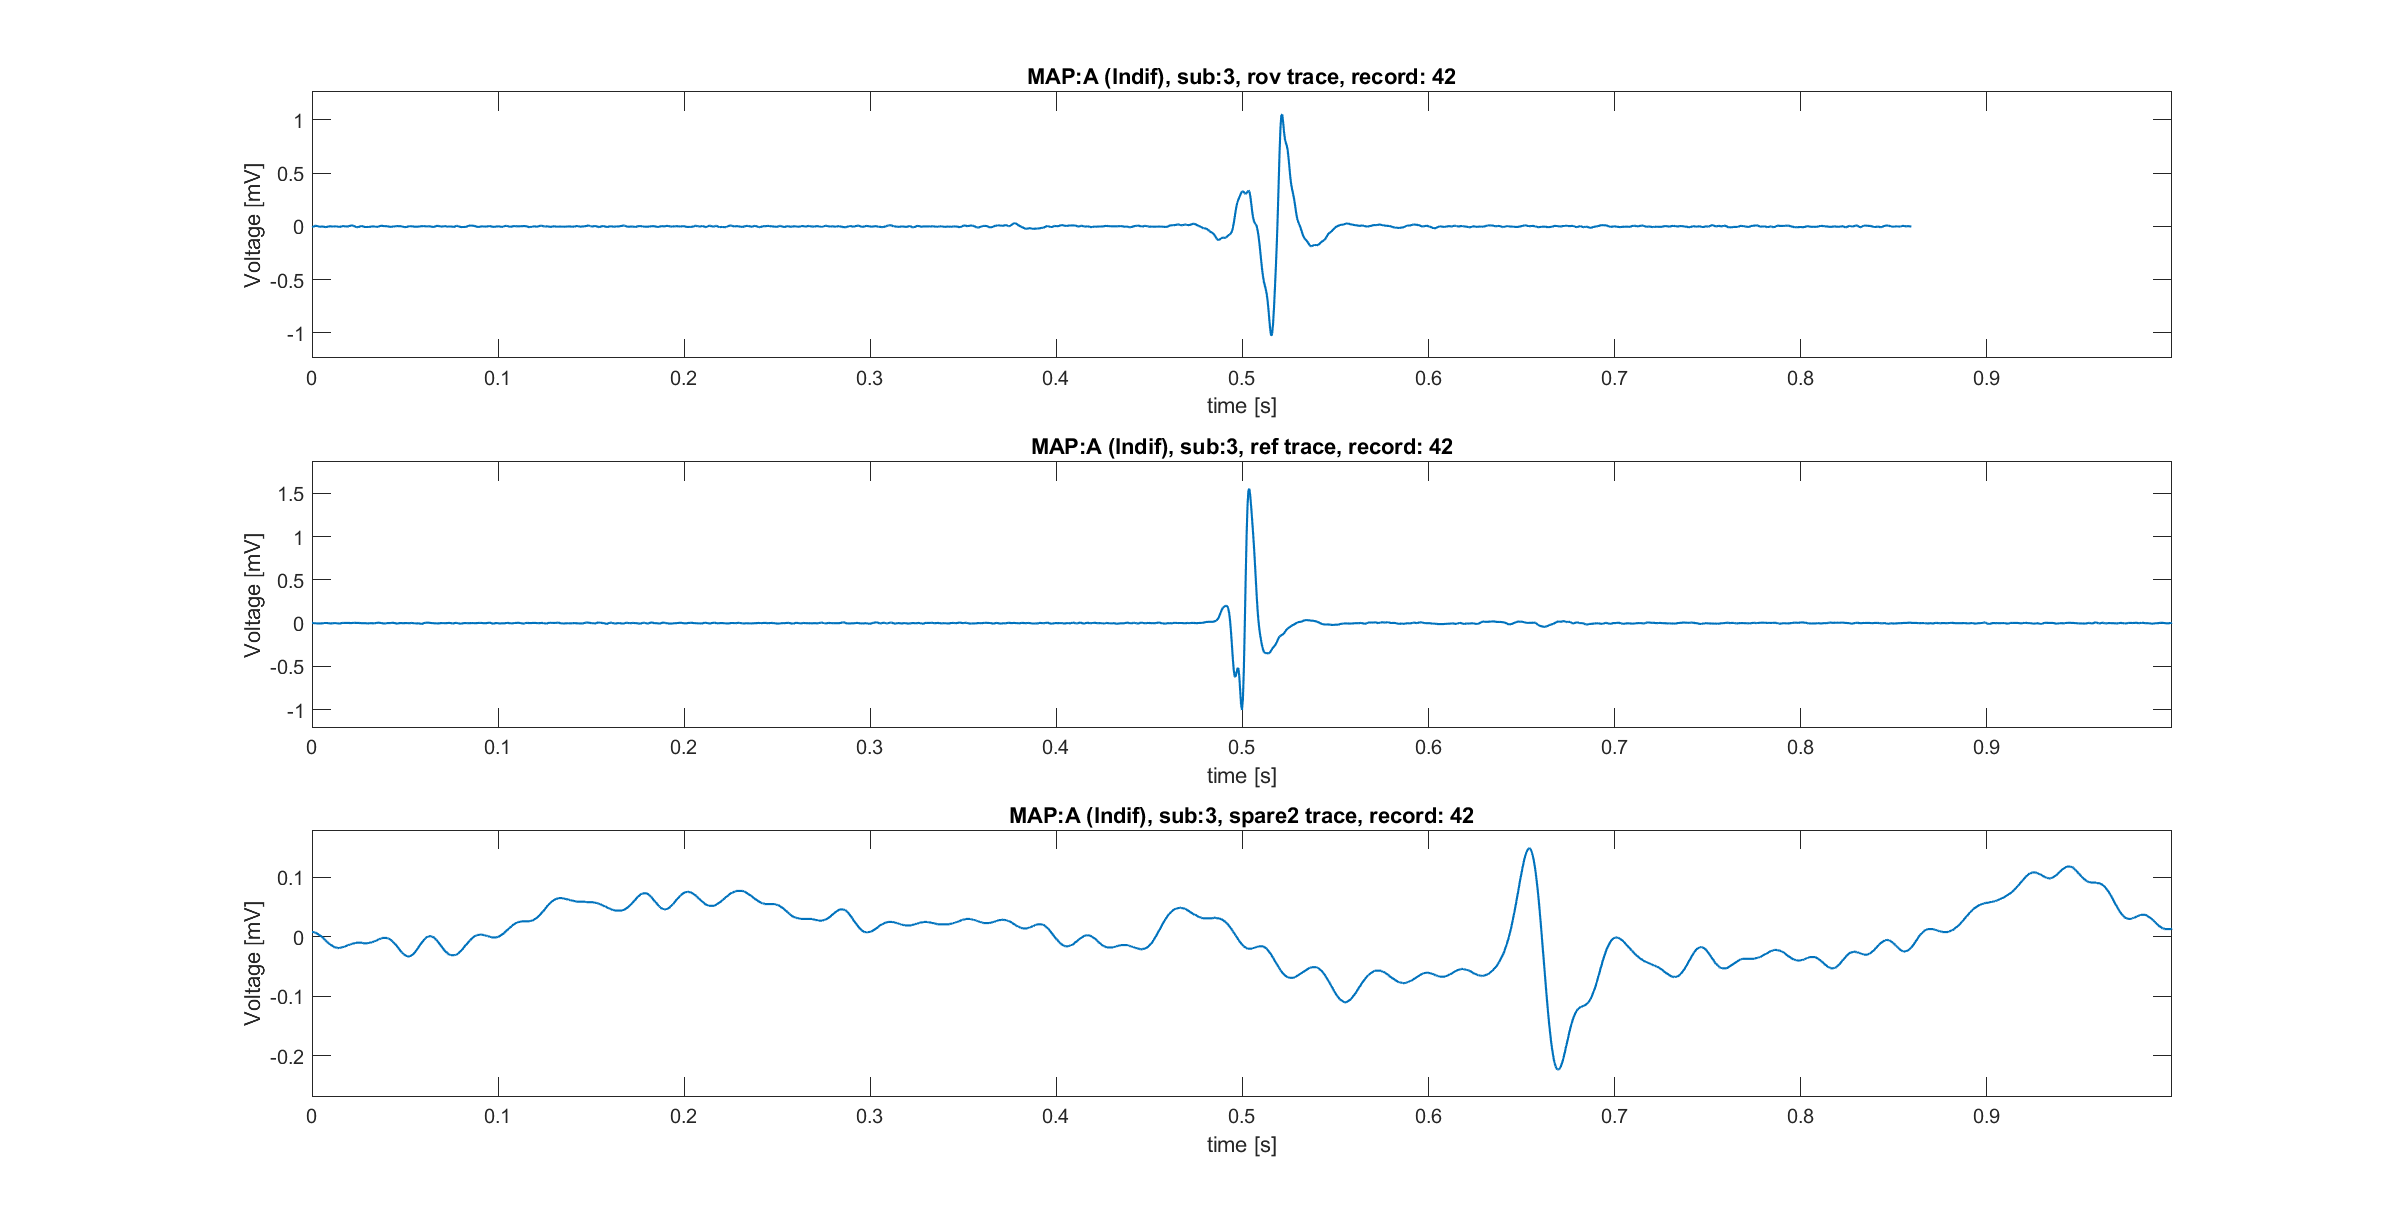 MAP:A (Indif), sub:3, rov trace, record: 42
Voltage [mV]
1
0.5
0
-0.5
-1
0 0.1 0.2 0.3 0.4 0.5 0.6 0.7 0.8 0.9
time [s]
MAP:A (Indif), sub:3, ref trace, record: 42
Voltage [mV]
1.5
1
0.5
0
-0.5
-1
0 0.1 0.2 0.3 0.4 0.5 0.6 0.7 0.8 0.9
time [s]
MAP:A (Indif), sub:3, spare2 trace, record: 42
Voltage [mV]
0.1
0
-0.1
-0.2
0 0.1 0.2 0.3 0.4 0.5 0.6 0.7 0.8 0.9
time [s]